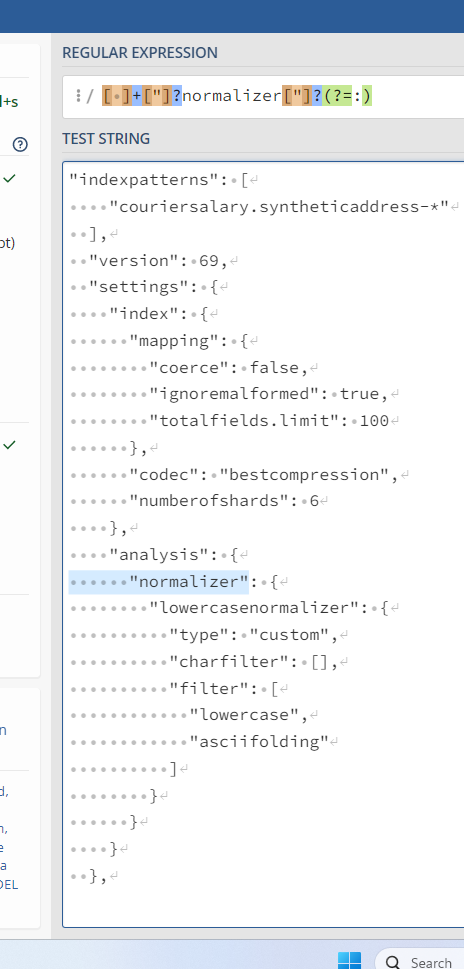 REGULAR EXPRESSION
l+s
⋮/ [ ]+["]?normalizer["]?(?=:)
TEST STRING
pt)
"indexpatterns": [
    "couriersalary.syntheticaddress-*"
  ],
  "version": 69,
  "settings": {
    "index": {
      "mapping": {
        "coerce": false,
        "ignoremalformed": true,
        "totalfields.limit": 100
      },
      "codec": "bestcompression",
      "numberofshards": 6
    },
    "analysis": {
      "normalizer": {
        "lowercasenormalizer": {
          "type": "custom",
          "charfilter": [],
          "filter": [
            "lowercase",
            "asciifolding"
          ]
        }
      }
    }
  },
n
d,
n,
e
a
DEL
Search